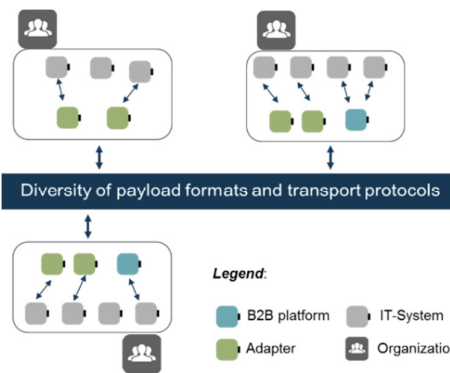 Diversity of payload formats and transport protocols
Legend:
B2B platform
IT-System
Adapter
Organizatio